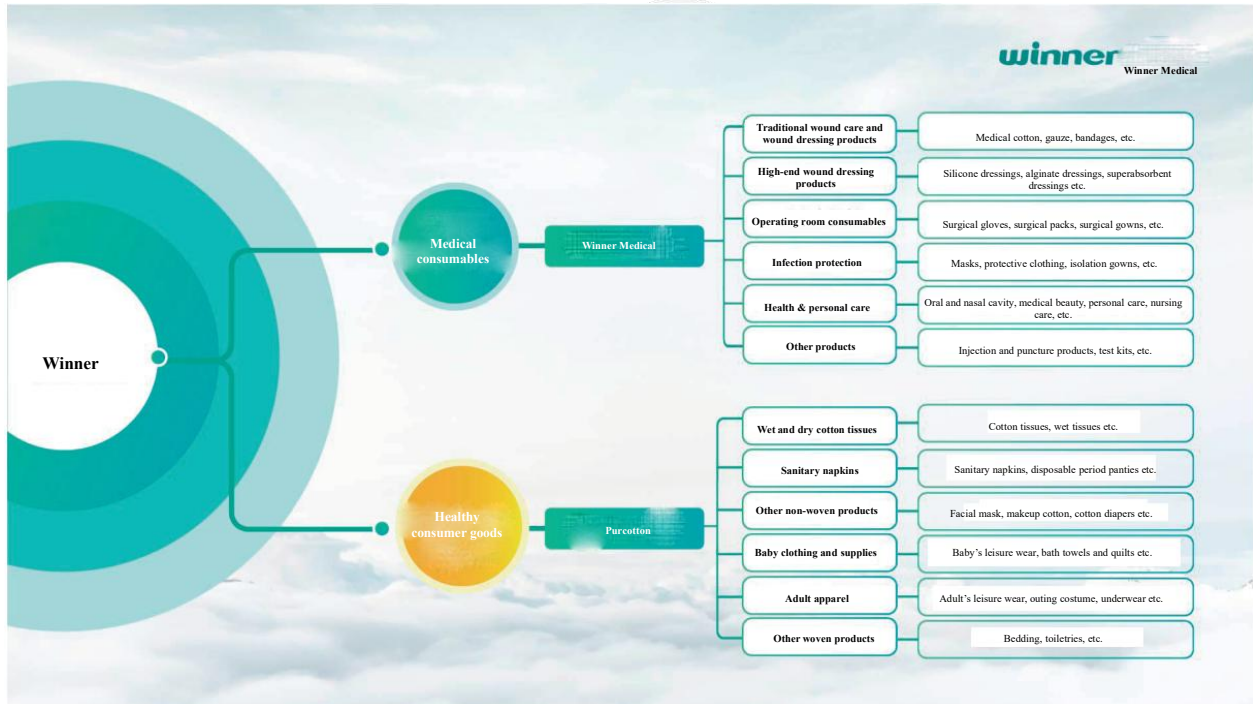 winner
Winner Medical
Winner
Medical
consumables
Winner Medical
Traditional wound care and
wound dressing products
Medical cotton, gauze, bandages, etc.
High-end wound dressing
products
Silicone dressings, alginate dressings, superabsorbent
dressings etc.
Operating room consumables
Surgical gloves, surgical packs, surgical gowns, etc.
Infection protection
Masks, protective clothing, isolation gowns, etc.
Health & personal care
Oral and nasal cavity, medical beauty, personal care, nursing
care, etc.
Other products
Injection and puncture products, test kits, etc.
Healthy
consumer goods
Purcotton
Wet and dry cotton tissues
Cotton tissues, wet tissues etc.
Sanitary napkins
Sanitary napkins, disposable period panties etc.
Other non-woven products
Facial mask, makeup cotton, cotton diapers etc.
Baby clothing and supplies
Baby's leisure wear, bath towels and quilts etc.
Adult apparel
Adult's leisure wear, outing costume, underwear etc.
Other woven products
Bedding, toiletries, etc.